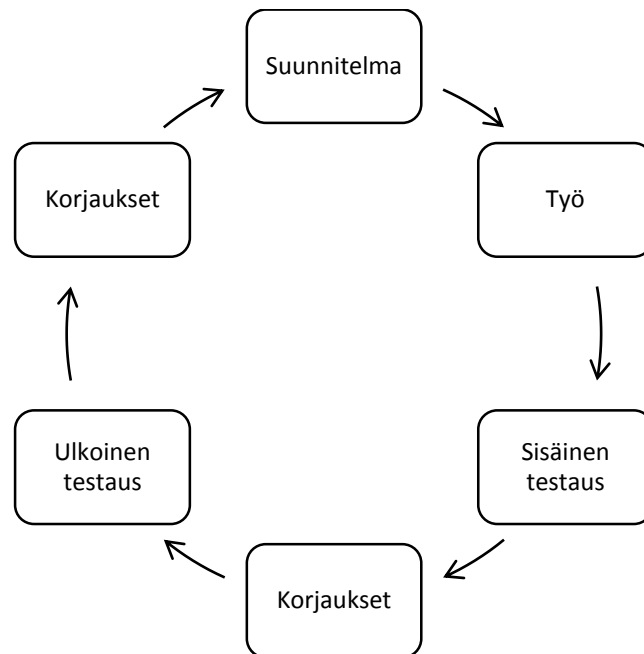 Suunnitelma
Työ
Sisäinen
testaus
Korjaukset
Ulkoinen
testaus
Korjaukset